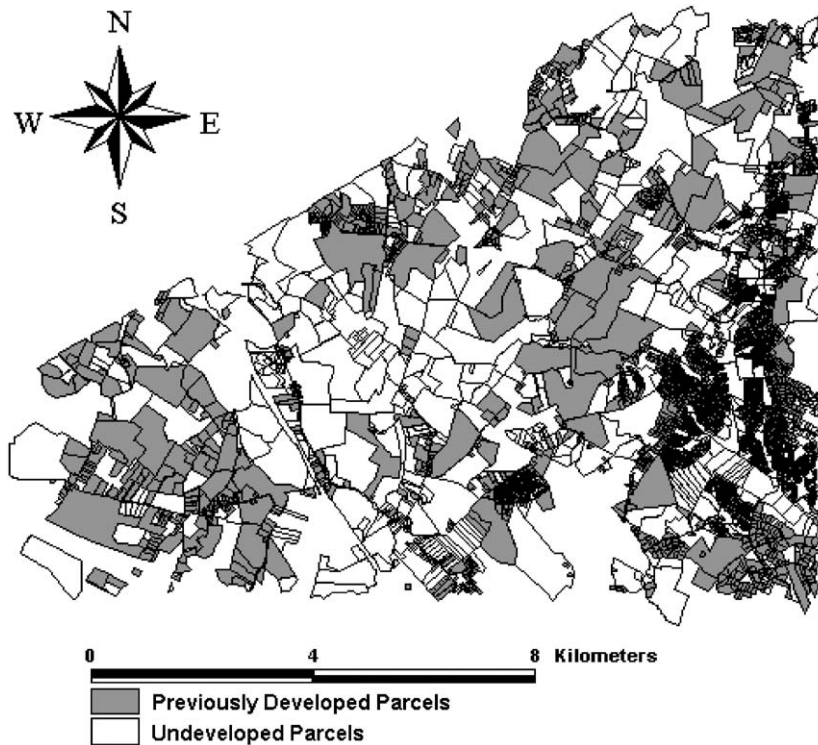 N
W E
S
0 4 8 Kilometers
Previously Developed Parcels
Undeveloped Parcels